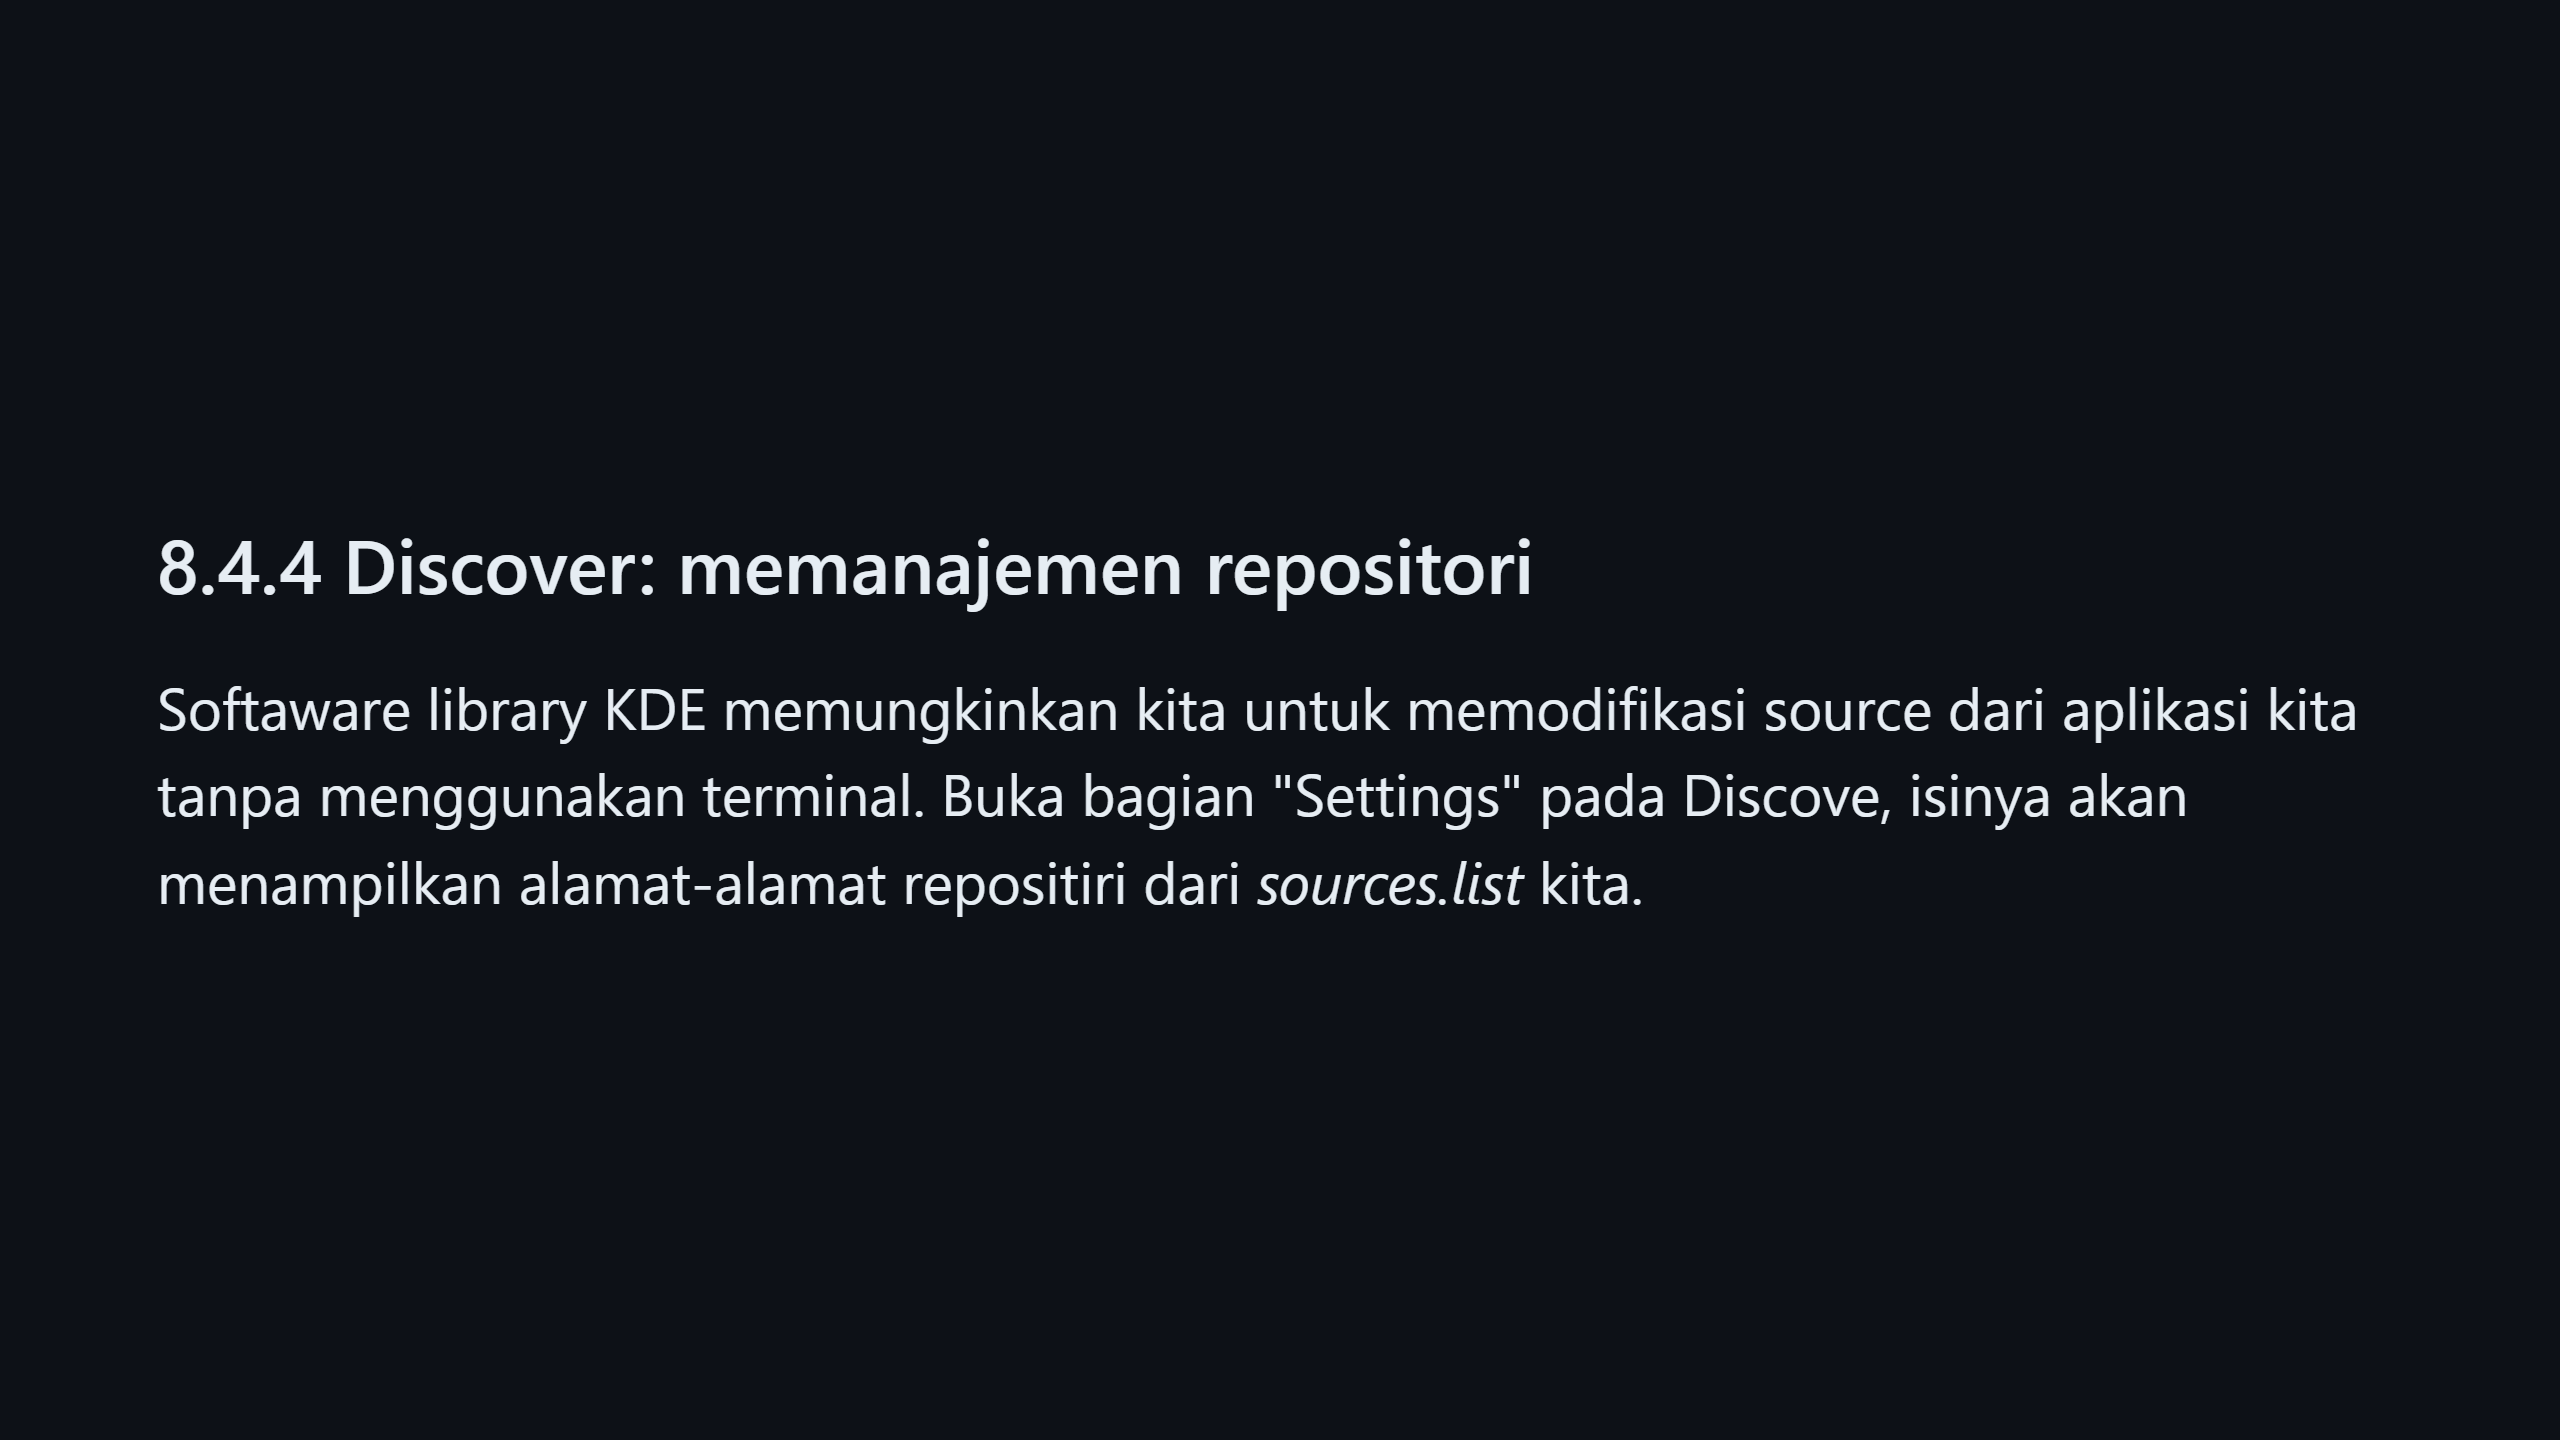 8.4.4 Discover: memanajemen repositori
Softaware library KDE memungkinkan kita untuk memodifikasi source dari aplikasi kita
tanpa menggunakan terminal. Buka bagian "Settings" pada Discove, isinya akan
menampilkan alamat-alamat repositiri dari sources.list kita.